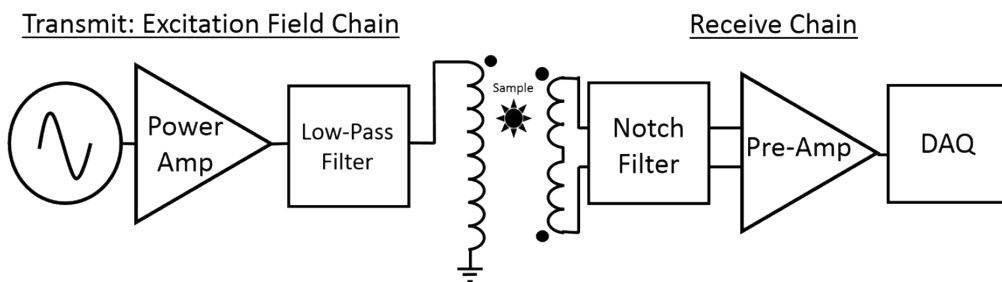 Transmit: Excitation Field Chain
Receive Chain
Power
Amp
Low-Pass
Filter
Sample
Notch
Filter
Pre-Amp
DAQ